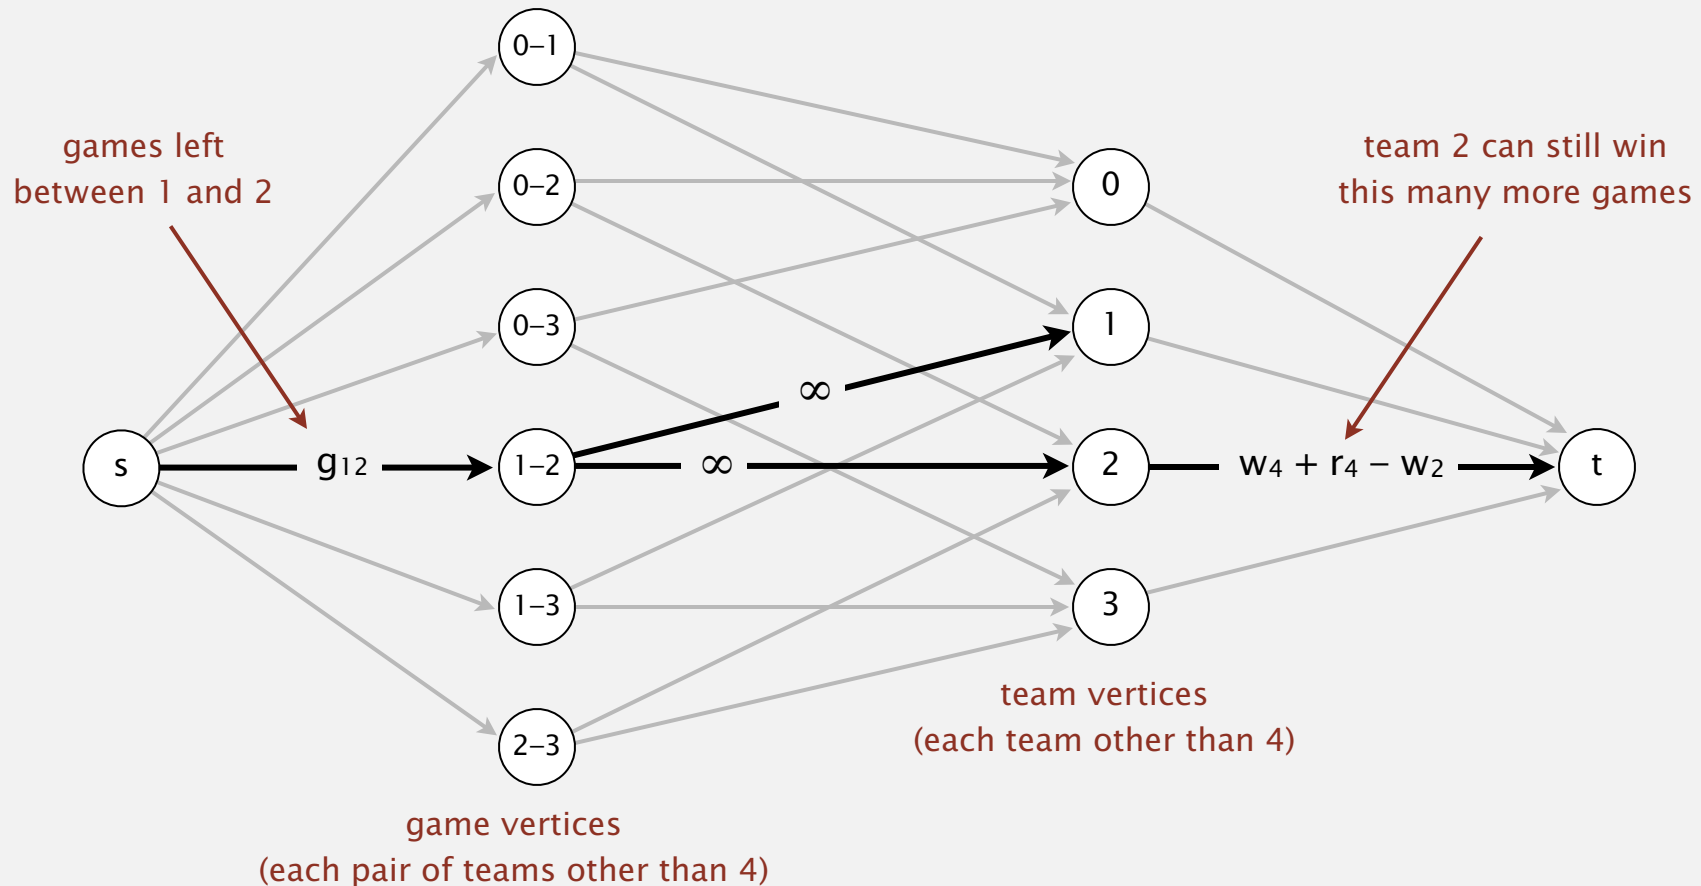 0–1
games left
between 1 and 2
team 2 can still win
this many more games
0–2
0
0–3
1
∞
s
g12
1–2
∞
2
w4 + r4 – w2
t
1–3
3
2–3
team vertices
(each team other than 4)
game vertices
(each pair of teams other than 4)